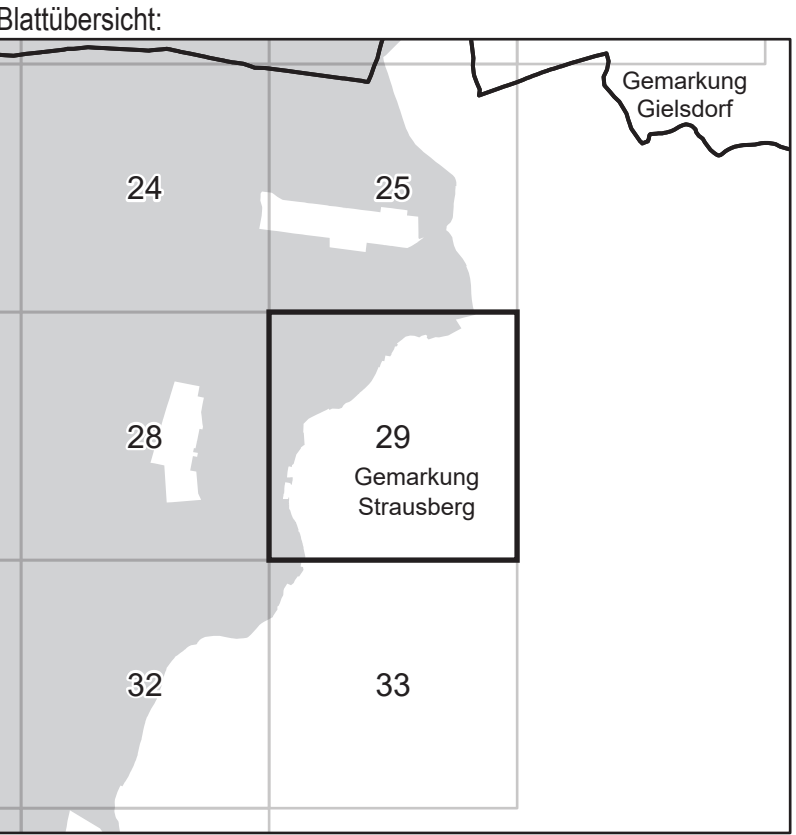 Blattübersicht:
Gemarkung
Gielsdorf
24
25
28
29
Gemarkung
Strausberg
32
33